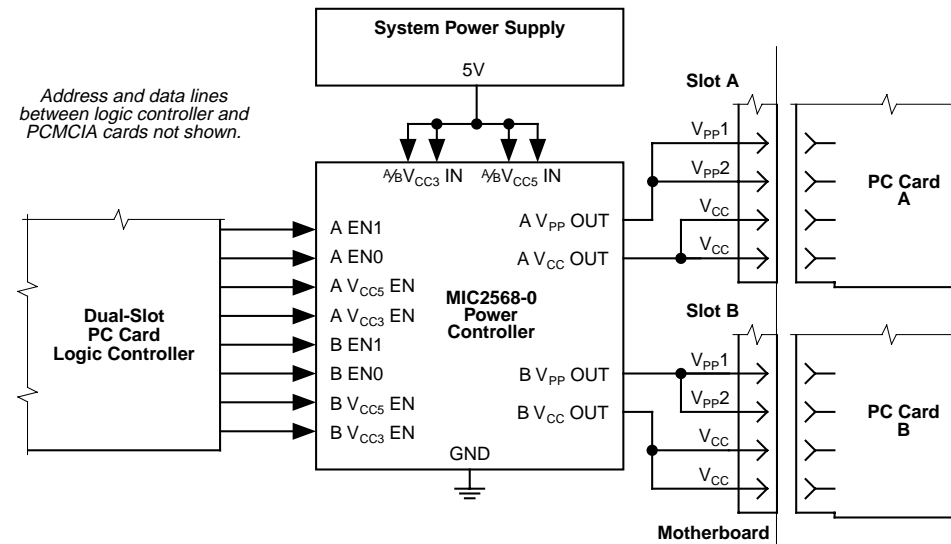 System Power Supply
5V
Address and data lines
between logic controller and
PCMCIA cards not shown.
A/BVCC3 IN
A/BVCC5 IN
Dual-Slot
PC Card
Logic Controller
A EN1
A EN0
A VCC5 EN
A VCC3 EN
B EN1
B EN0
B VCC5 EN
B VCC3 EN
MIC2568-0
Power
Controller
A VPP OUT
A VCC OUT
B VPP OUT
B VCC OUT
GND
Slot A
VPP1
VPP2
VCC
VCC
PC Card
A
Slot B
VPP1
VPP2
VCC
VCC
PC Card
B
Motherboard